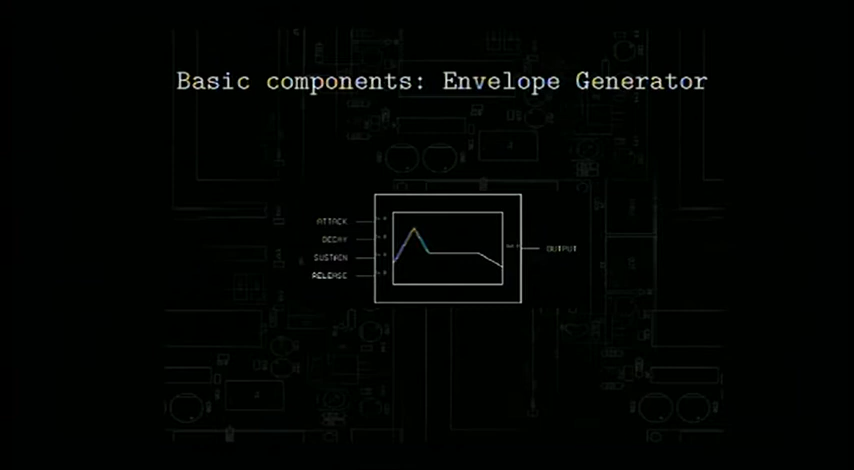 Basic components: Envelope Generator
ATTACK
DECAY
SUSTAIN
RELEASE
OUTPUT